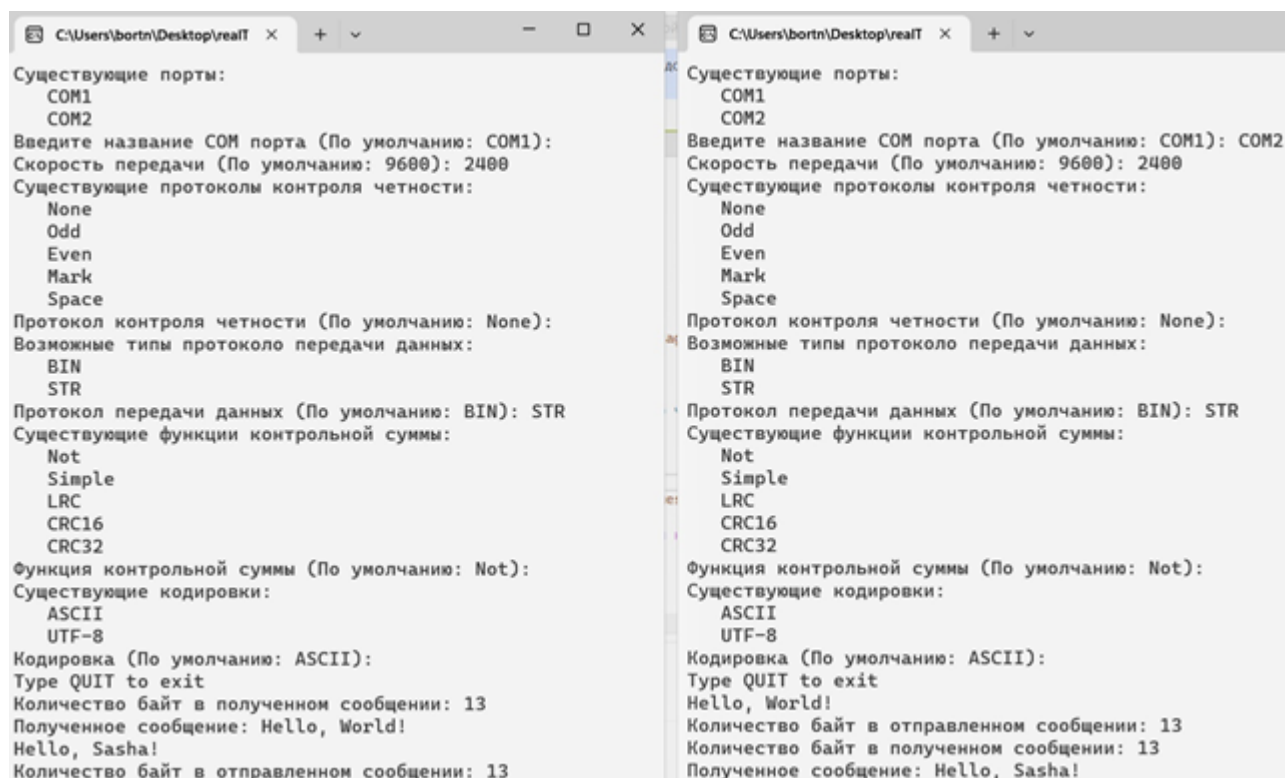 C:\Users\bortn\Desktop\realT
Существующие порты:
COM1
COM2
Введите название COM порта (По умолчанию: COM1):
Скорость передачи (По умолчанию: 9600): 2400
Существующие протоколы контроля четности:
None
Odd
Even
Mark
Space
Протокол контроля четности (По умолчанию: None):
Возможные типы протоколо передачи данных:
BIN
STR
Протокол передачи данных (По умолчанию: BIN): STR
Существующие функции контрольной суммы:
Not
Simple
LRC
CRC16
CRC32
Функция контрольной суммы (По умолчанию: Not):
Существующие кодировки:
ASCII
UTF-8
Кодировка (По умолчанию: ASCII):
Type QUIT to exit
Количество байт в полученном сообщении: 13
Полученное сообщение: Hello, World!
Hello, Sasha!
Количество байт в отправленном сообщении: 13
C:\Users\bortn\Desktop\realT
Существующие порты:
COM1
COM2
Введите название COM порта (По умолчанию: COM1): COM2
Скорость передачи (По умолчанию: 9600): 2400
Существующие протоколы контроля четности:
None
Odd
Even
Mark
Space
Протокол контроля четности (По умолчанию: None):
Возможные типы протоколо передачи данных:
BIN
STR
Протокол передачи данных (По умолчанию: BIN): STR
Существующие функции контрольной суммы:
Not
Simple
LRC
CRC16
CRC32
Функция контрольной суммы (По умолчанию: Not):
Существующие кодировки:
ASCII
UTF-8
Кодировка (По умолчанию: ASCII):
Type QUIT to exit
Hello, World!
Количество байт в отправленном сообщении: 13
Количество байт в полученном сообщении: 13
Полученное сообщение: Hello, Sasha!